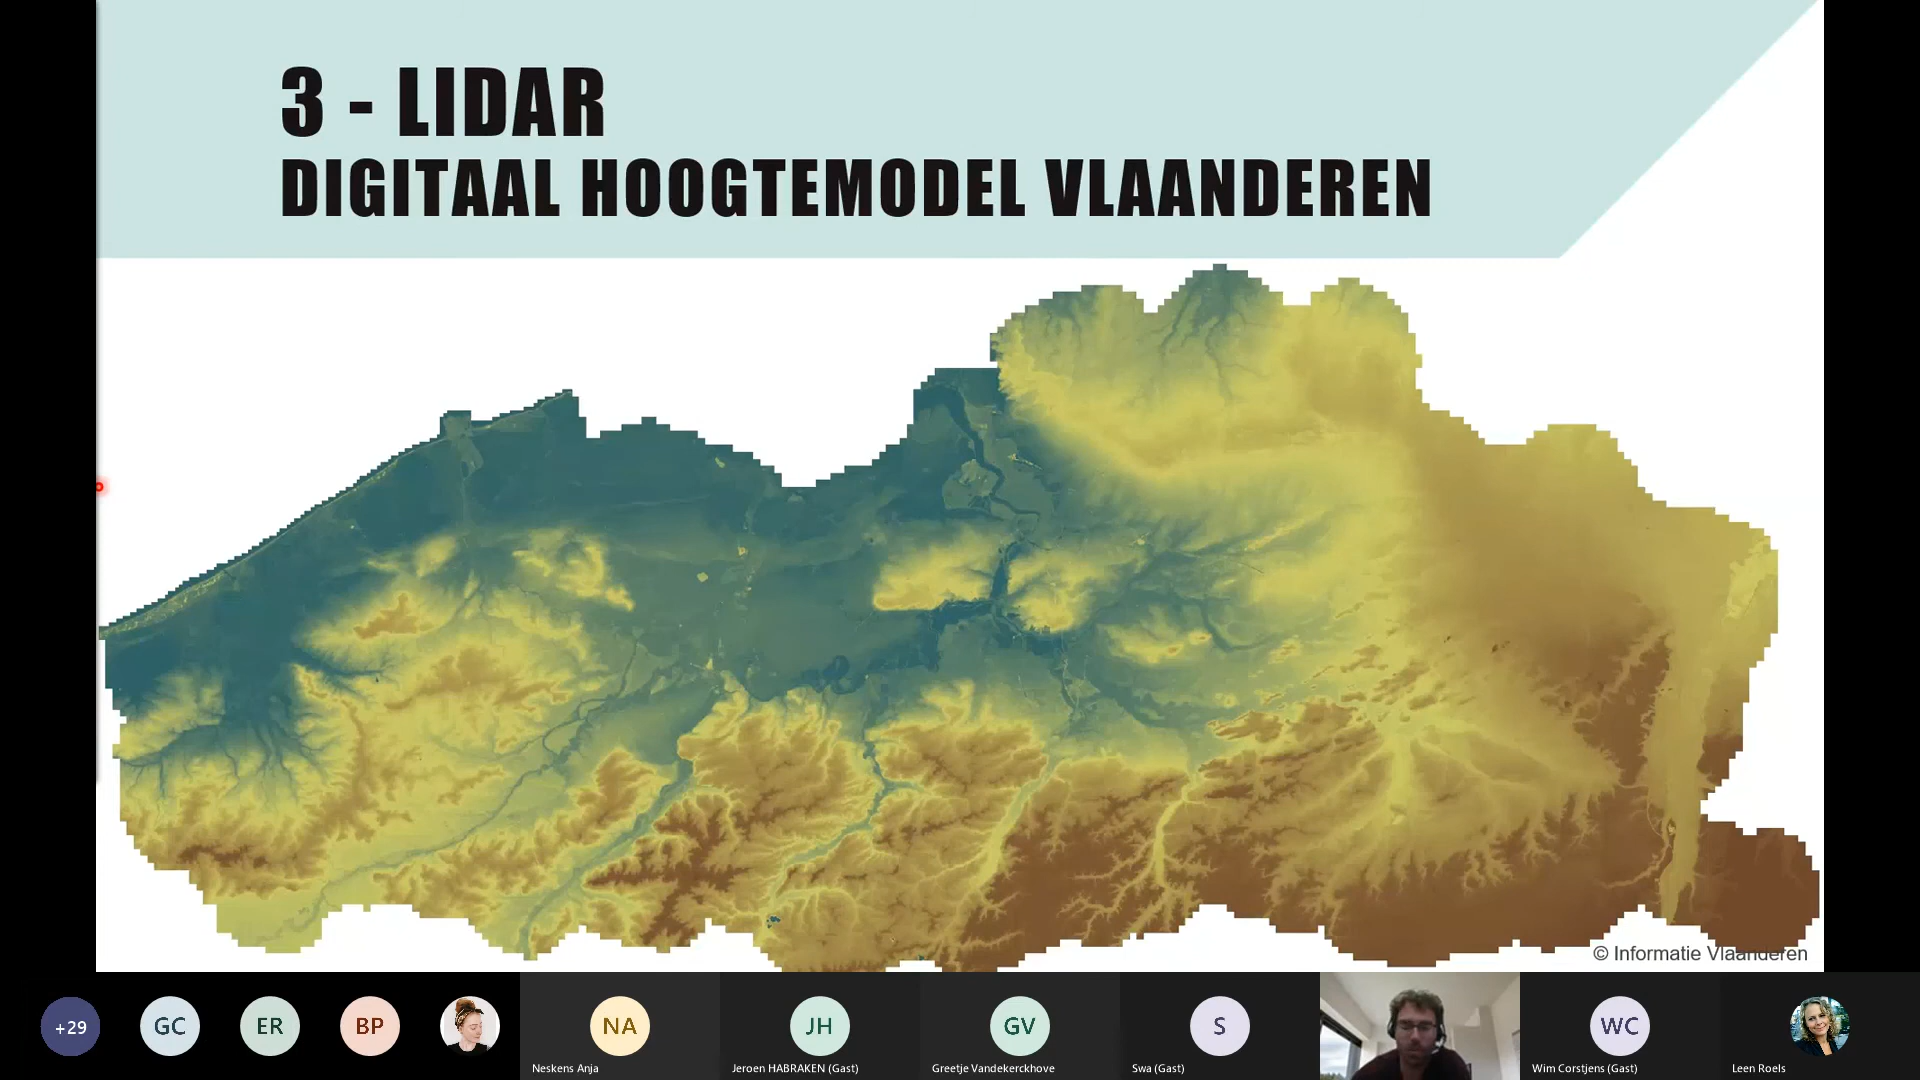 3 - LIDAR
DIGITAAL HOOGTEMODEL VLAANDEREN
© Informatie Vlaanderen
+29
GC
ER
BP
NA
JH
GV
S
WC
Neskens Anja
Jeroen HABRAKEN (Gast)
Greetje Vandekerckhove
Swa (Gast)
Wim Corstjens (Gast)
Leen Roels